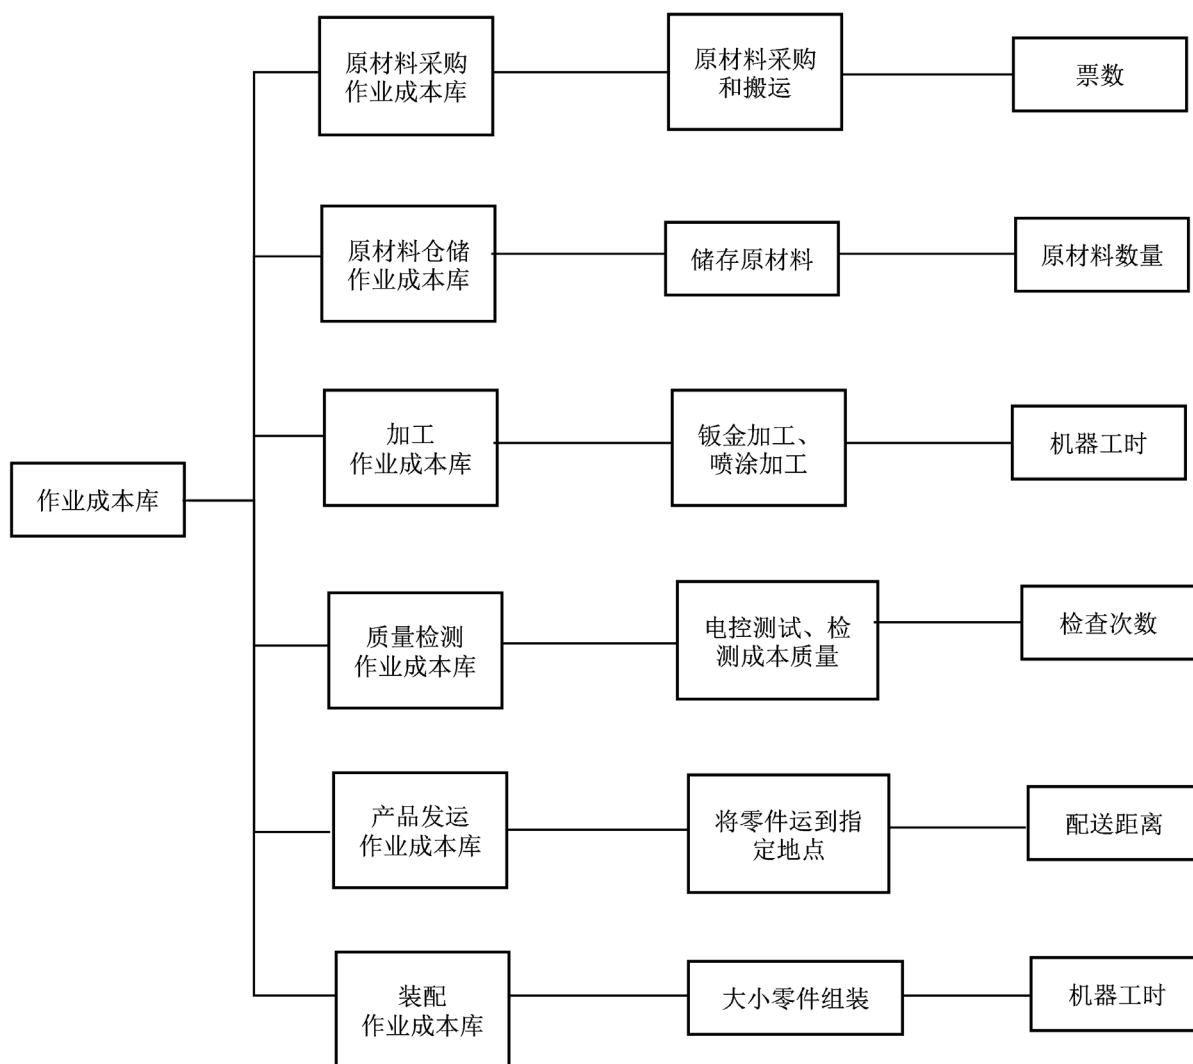 原材料采购
作业成本库
原材料采购
和搬运
票数
原材料仓储
作业成本库
储存原材料
原材料数量
加工
作业成本库
钣金加工、
喷涂加工
机器工时
作业成本库
质量检测
作业成本库
电控测试、检
测成本质量
检查次数
产品发运
作业成本库
将零件运到指
定地点
配送距离
装配
作业成本库
大小零件组装
机器工时